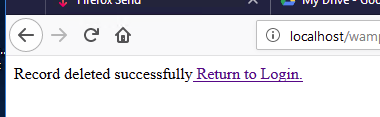 Firefox Send
My Drive - Goo
localhost/wamp
Record deleted successfully Return to Login.